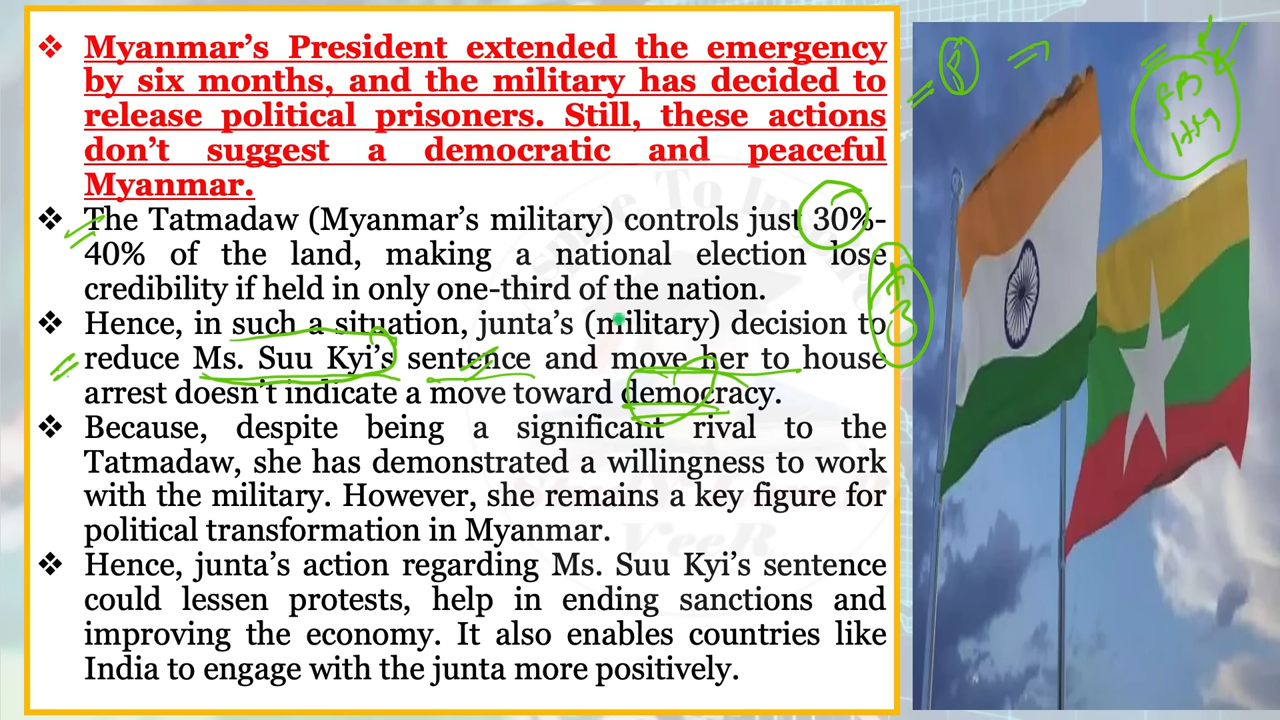 ❖ Myanmar's President extended the emergency
by six months, and the military has decided to
release political prisoners. Still, these actions
don't suggest a democratic and peaceful
Myanmar.
❖ The Tatmadaw (Myanmar's military) controls just 30%-
40% of the land, making a national election lose
credibility if held in only one-third of the nation.
❖ Hence, in such a situation, junta's (military) decision to
reduce Ms. Suu Kyi's sentence and move her to house
arrest doesn't indicate a move toward democracy.
❖ Because, despite being a significant rival to the
Tatmadaw, she has demonstrated a willingness to work
with the military. However, she remains a key figure for
political transformation in Myanmar.
❖ Hence, junta's action regarding Ms. Suu Kyi's sentence
could lessen protests, help in ending sanctions and
improving the economy. It also enables countries like
India to engage with the junta more positively.